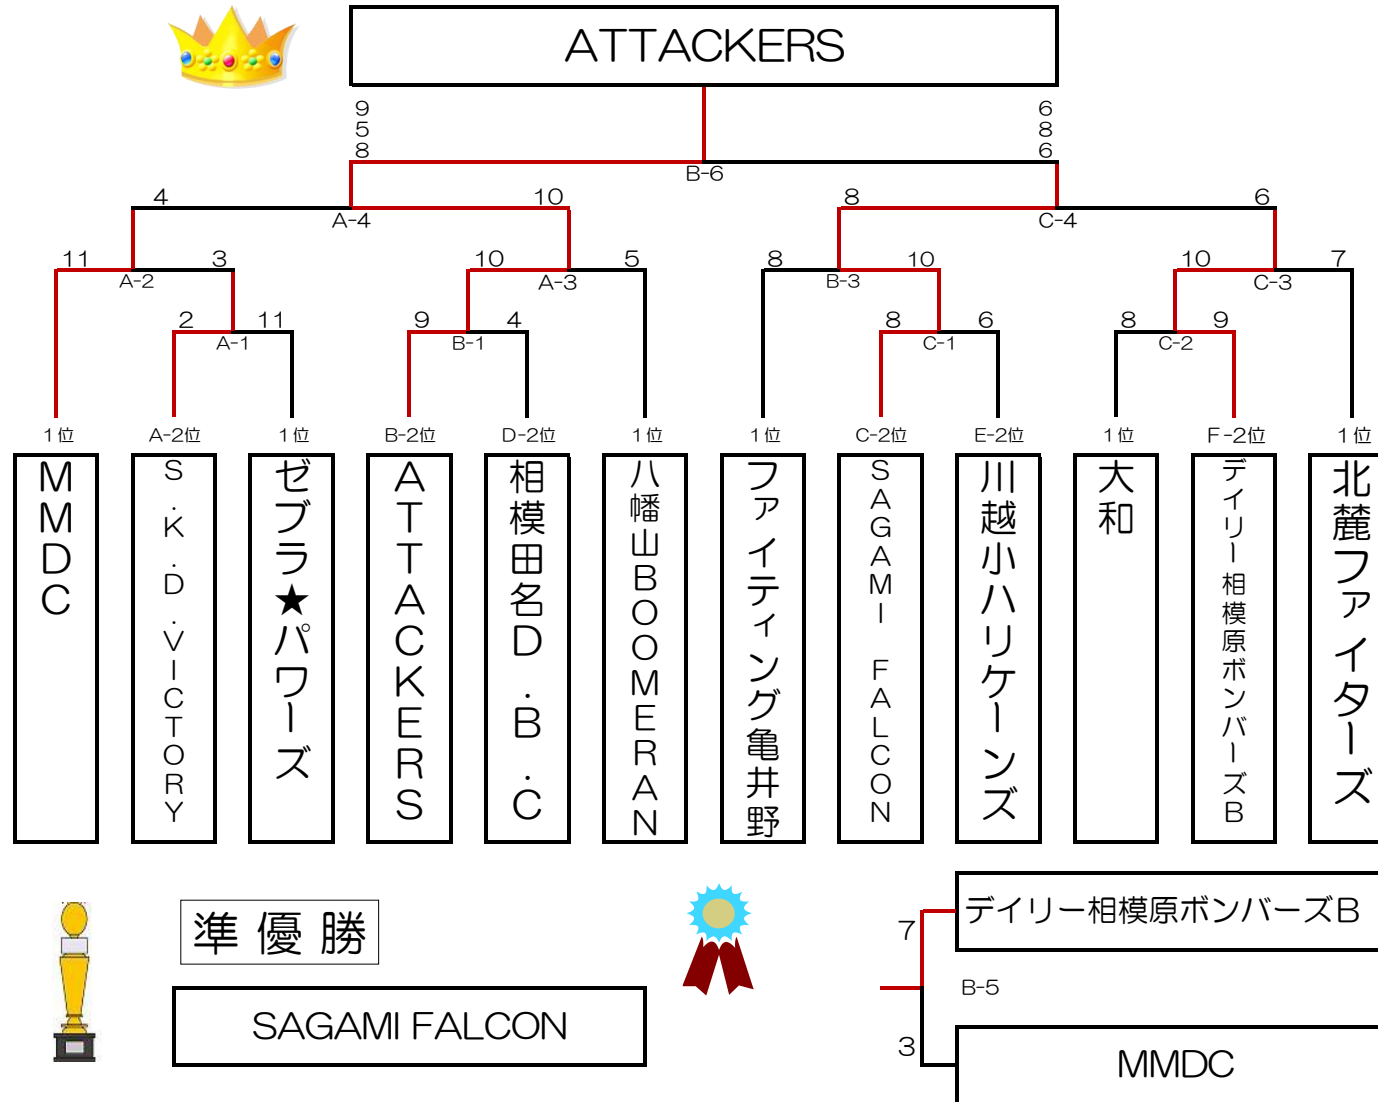 ATTACKERS
9
5
8
6
8
6
B-6
4
10
8
6
A-4
C-4
11
3
10
5
8
10
10
7
A-2
A-3
B-3
C-3
2
11
9
4
8
6
8
9
A-1
B-1
C-1
C-2
1位
A-2位
1位
B-2位
D-2位
1位
1位
C-2位
E-2位
1位
F-2位
1位
MMDC
S.K.D.VICTORY
ゼブラ★パワーズ
ATTACKERS
相模田名D.B.C
八幡山BOOMERAN
ファイティング亀井野
SAGAMI FALCON
川越小ハリケーンズ
大和
デイリー相模原ボンバーズB
北麓ファイターズ
準優勝
SAGAMI FALCON
デイリー相模原ボンバーズB
7
B-5
3
MMDC